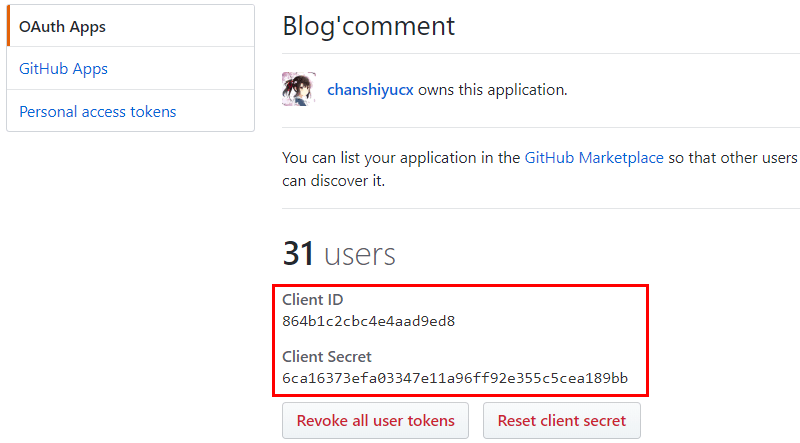 OAuth Apps
GitHub Apps
Personal access tokens
Blog'comment
chanshiyucx owns this application.
You can list your application in the GitHub Marketplace so that other users
can discover it.
31 users
Client ID
864b1c2cbc4e4aad9ed8
Client Secret
6ca16373efa03347e11a96ff92e355c5cea189bb
Revoke all user tokens
Reset client secret